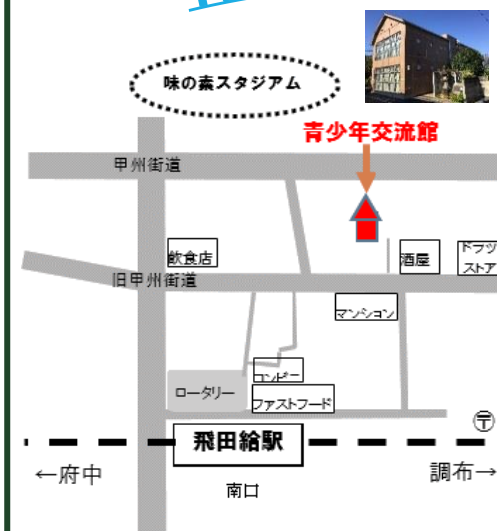 味の素スタジアム
青少年交流館
甲州街道
飲食店
酒屋
ドラッ
ストア
旧甲州街道
マンション
コンビー
ロータリー
ファストフード
〒
飛田給駅
←府中
調布→
南口